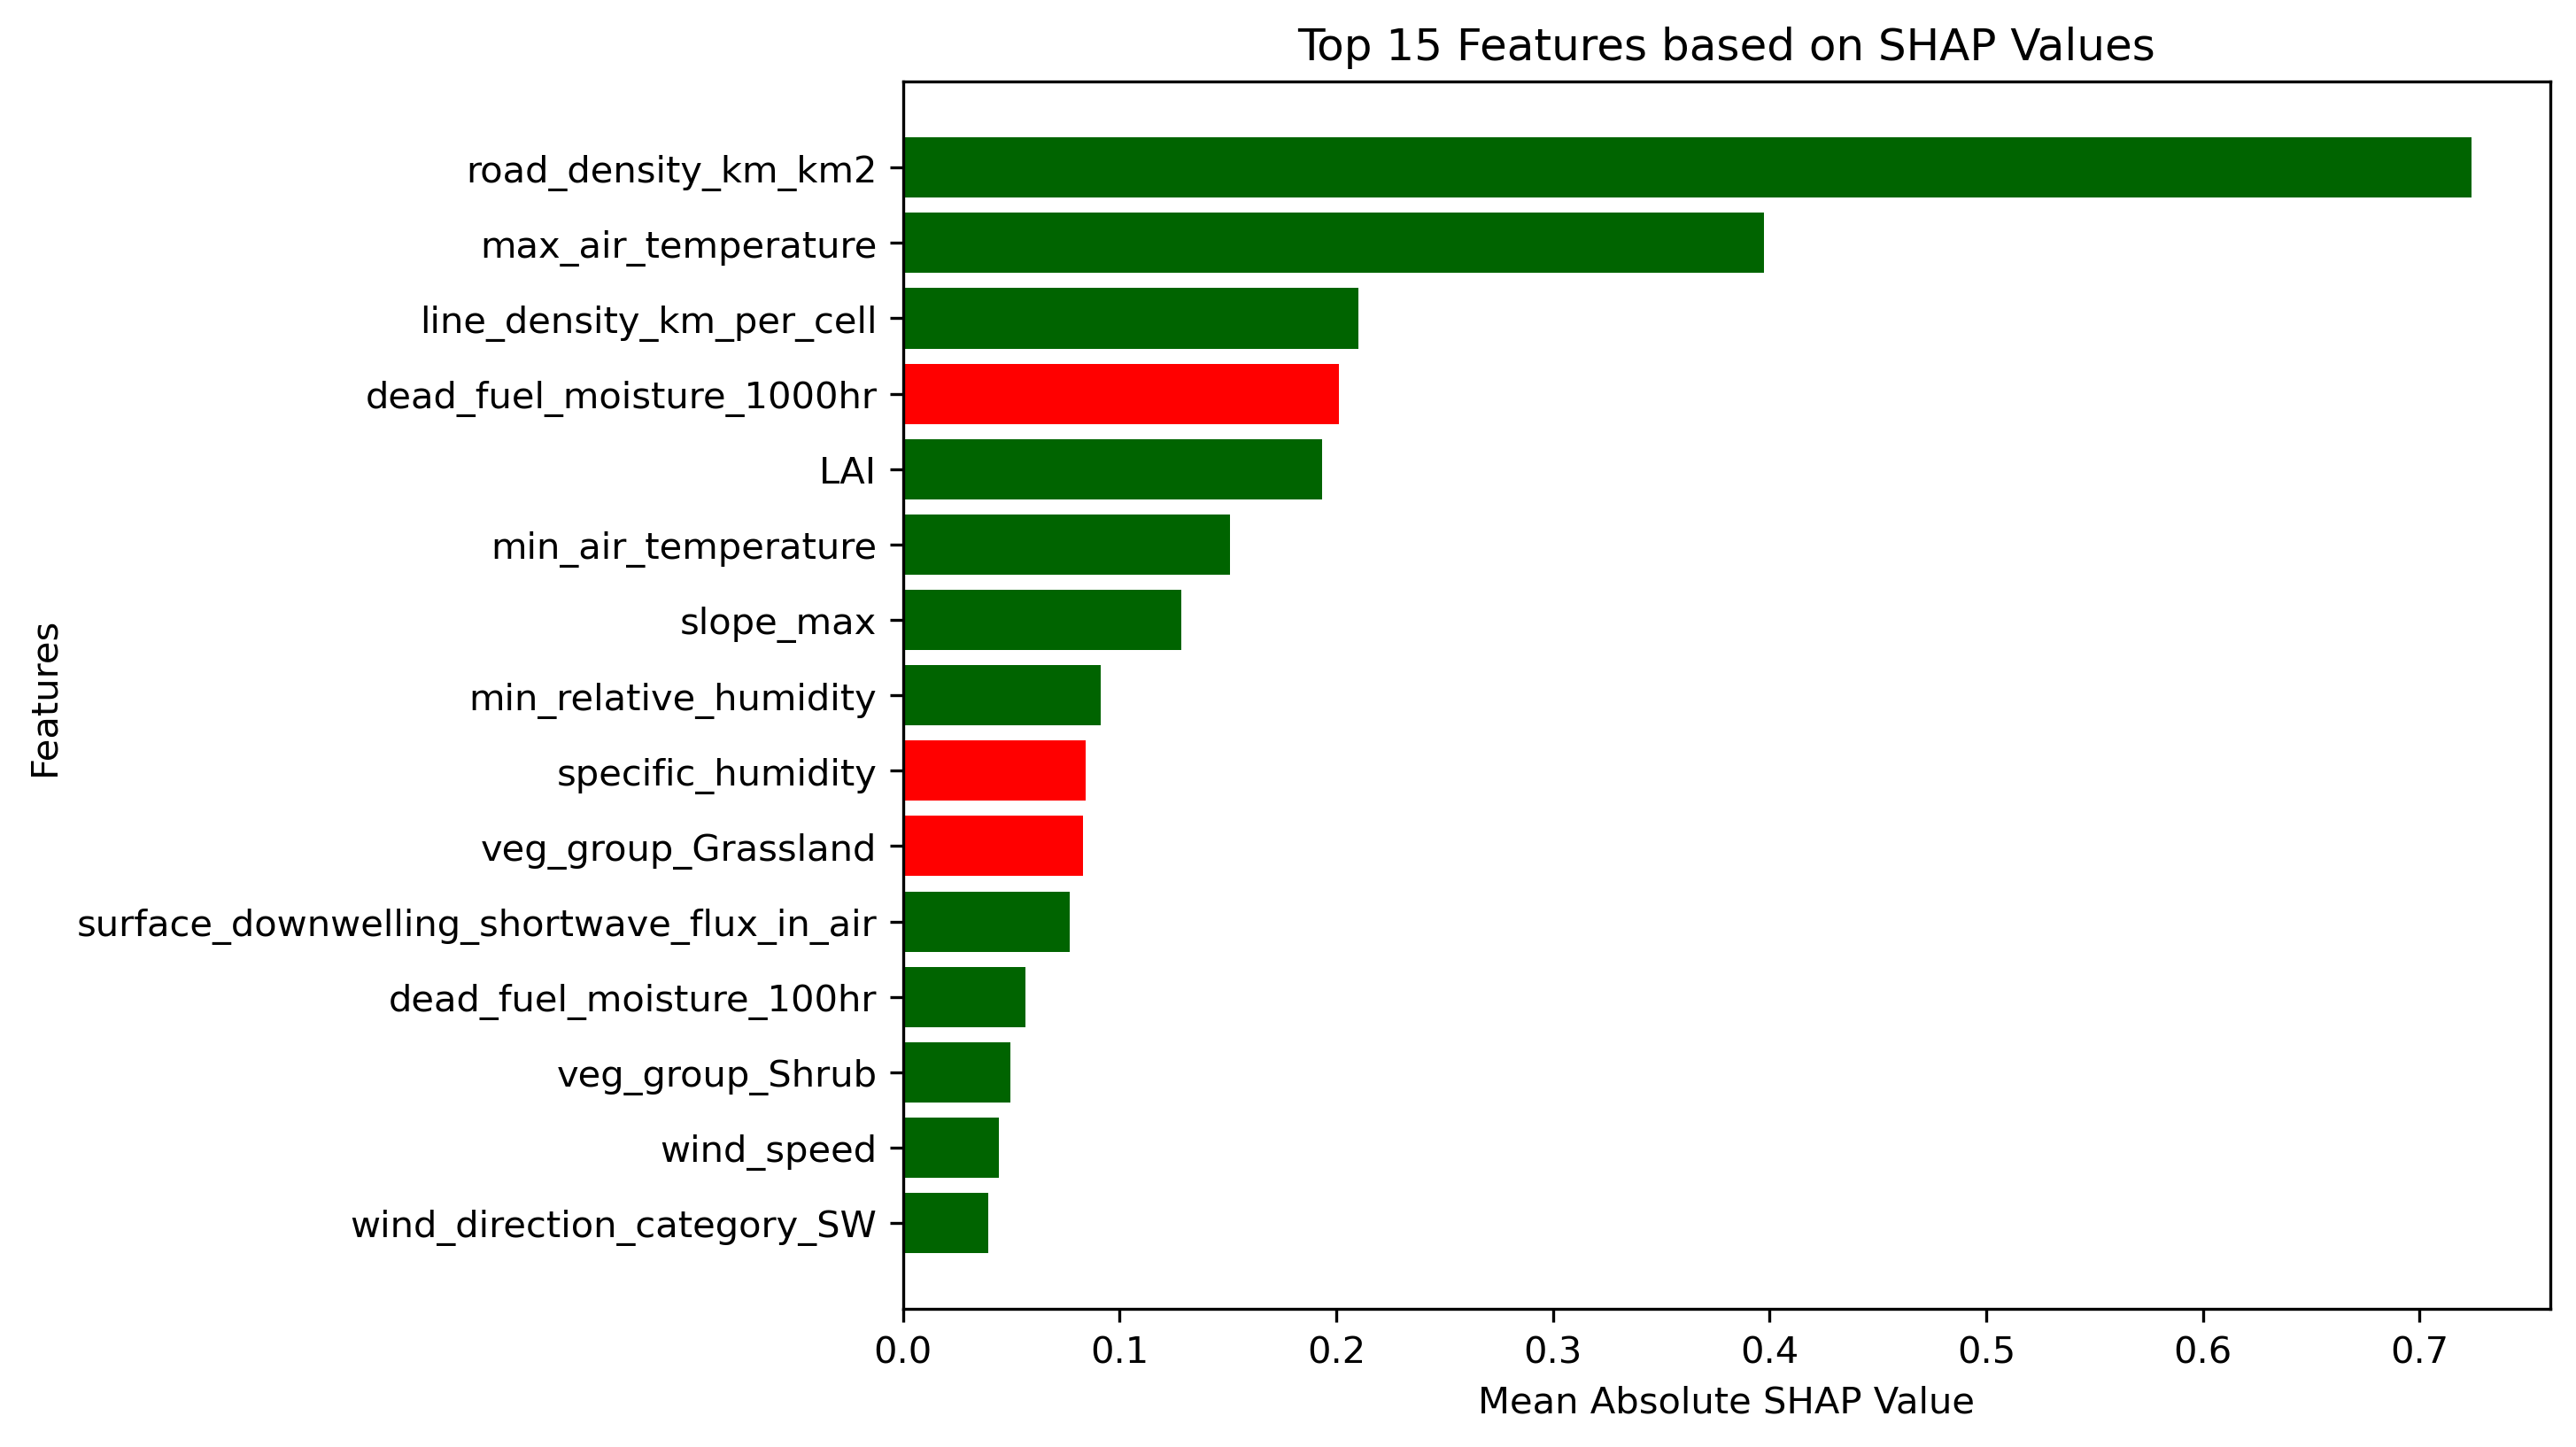 Top 15 Features based on SHAP Values
road_density_km_km2
max_air_temperature
line_density_km_per_cell
dead_fuel_moisture_1000hr
LAI
min_air_temperature
slope_max
min_relative_humidity
specific_humidity
veg_group_Grassland
surface_downwelling_shortwave_flux_in_air
dead_fuel_moisture_100hr
veg_group_Shrub
wind_speed
wind_direction_category_SW
Features
0.0 0.1 0.2 0.3 0.4 0.5 0.6 0.7
Mean Absolute SHAP Value